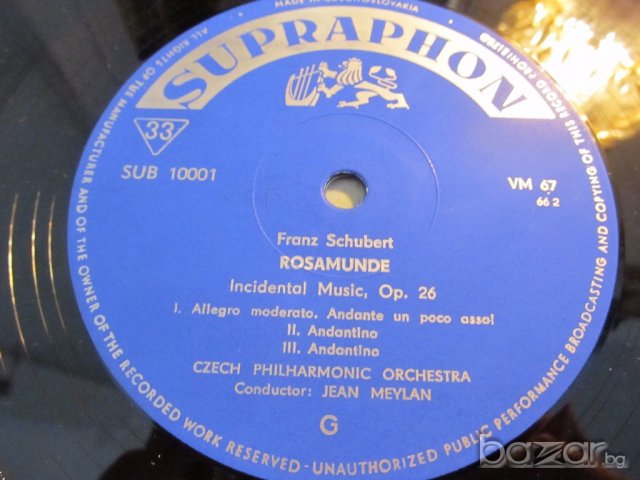 MADE IN CZECHOSLOVAKIA
SUPRAPHON
33
SUB 10001
VM 67
66 2
Franz Schubert
ROSAMUNDE
Incidental Music, Op. 26
I. Allegro moderato. Andante un poco assai
II. Andantino
III. Andantino
CZECH PHILHARMONIC ORCHESTRA
Conductor: JEAN MEYLAN
G
ALL RIGHTS OF THE MANUFACTURER AND OF THE OWNER OF THE RECORDED WORK RESERVED - UNAUTHORIZED PUBLIC PERFORMANCE BROADCASTING AND COPYING OF THIS RECORD PROHIBITED
bazar.bg